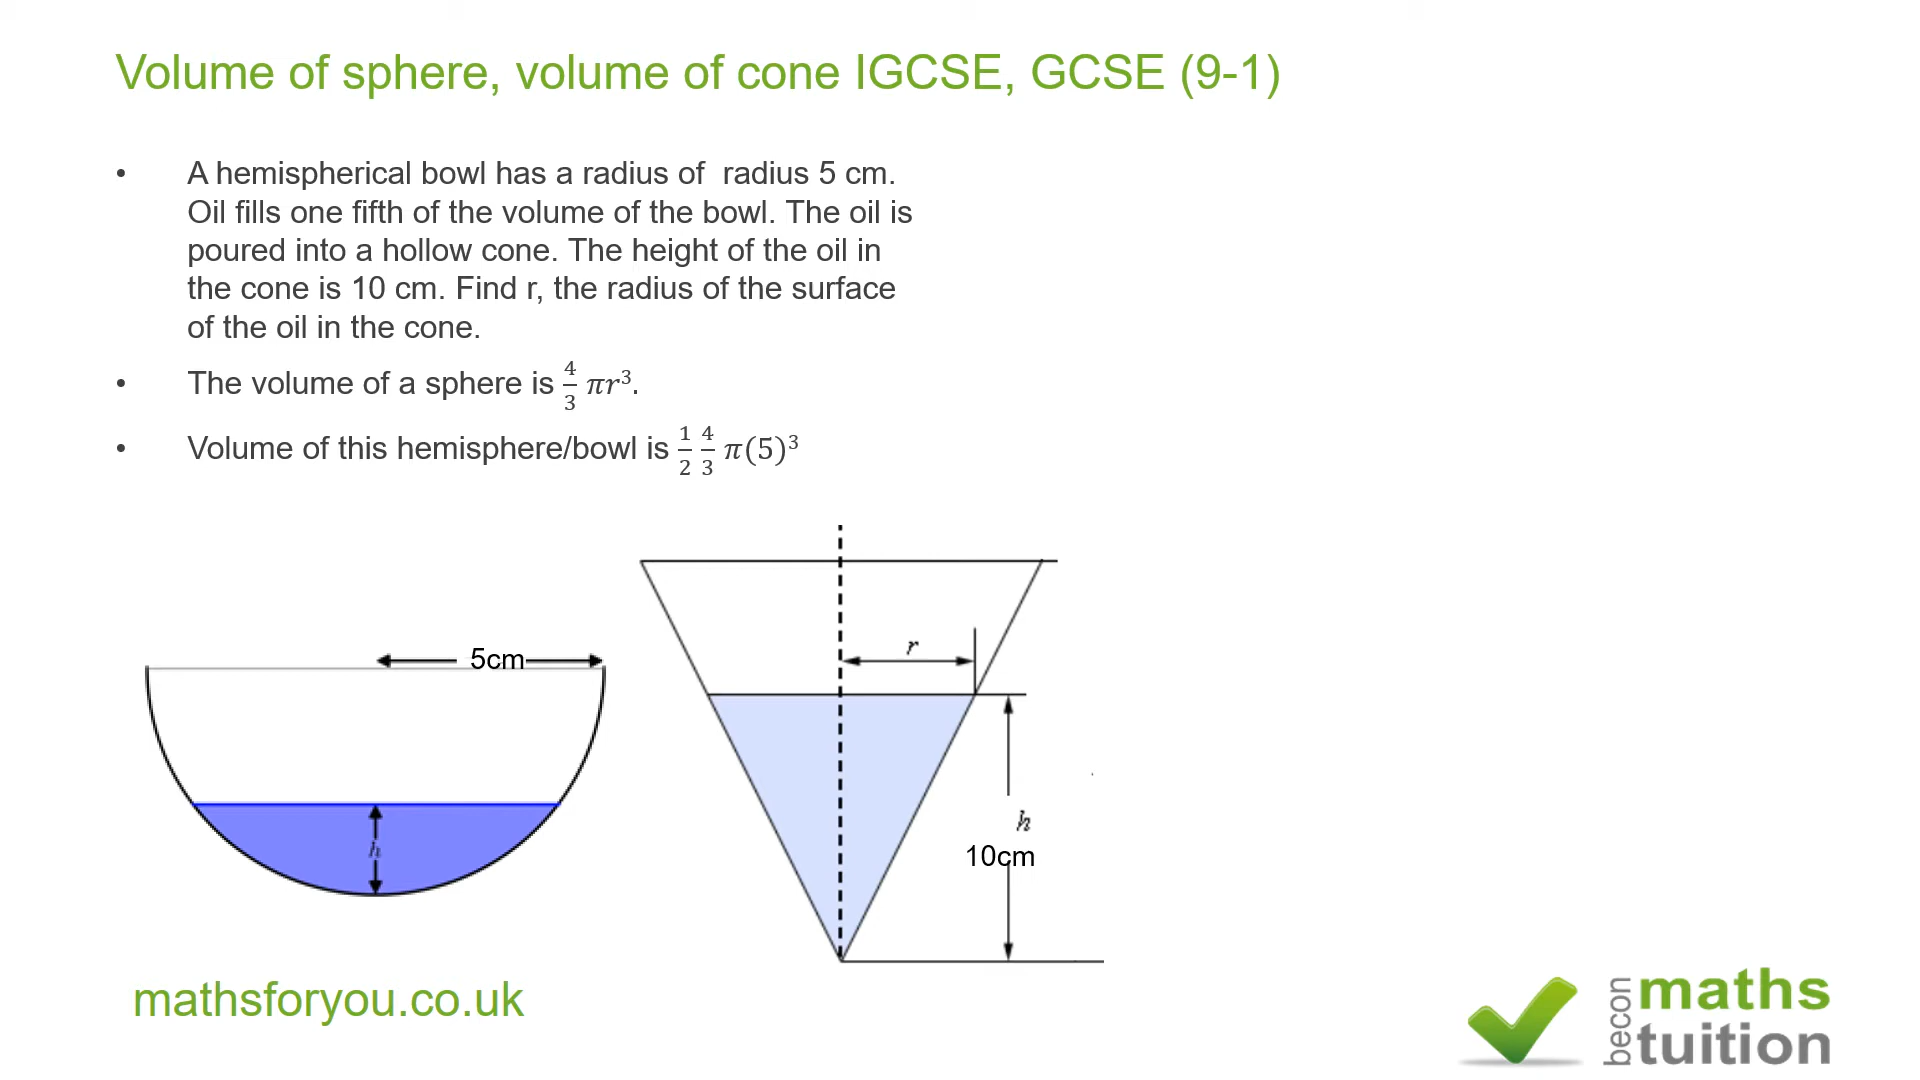 Volume of sphere, volume of cone IGCSE, GCSE (9-1)
• A hemispherical bowl has a radius of  radius 5 cm.
Oil fills one fifth of the volume of the bowl. The oil is
poured into a hollow cone. The height of the oil in
the cone is 10 cm. Find r, the radius of the surface
of the oil in the cone.
• The volume of a sphere is 4/3 πr³.
• Volume of this hemisphere/bowl is 1/2 4/3 π(5)³
r
5cm
h
h
10cm
mathsforyou.co.uk
becon
maths
tuition